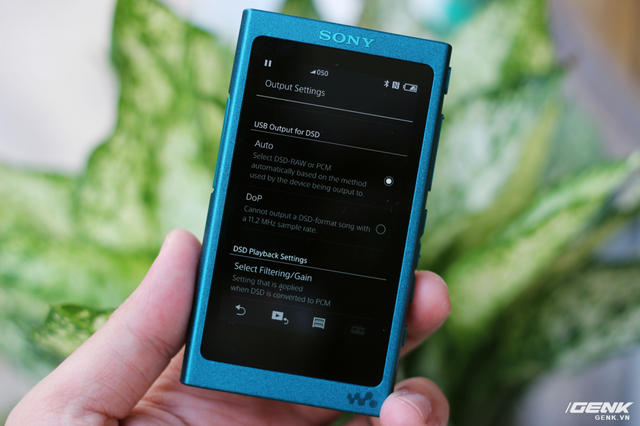 SONY
050
Output Settings
USB Output for DSD
Auto
Select DSD-RAW or PCM
automatically based on the method
used by the device being output to
DoP
Cannot output a DSD-format song with
a 11.2 MHz sample rate.
DSD Playback Settings
Select Filtering/Gain
Setting that is applied
when DSD is converted to PCM
GENK
GENK.VN